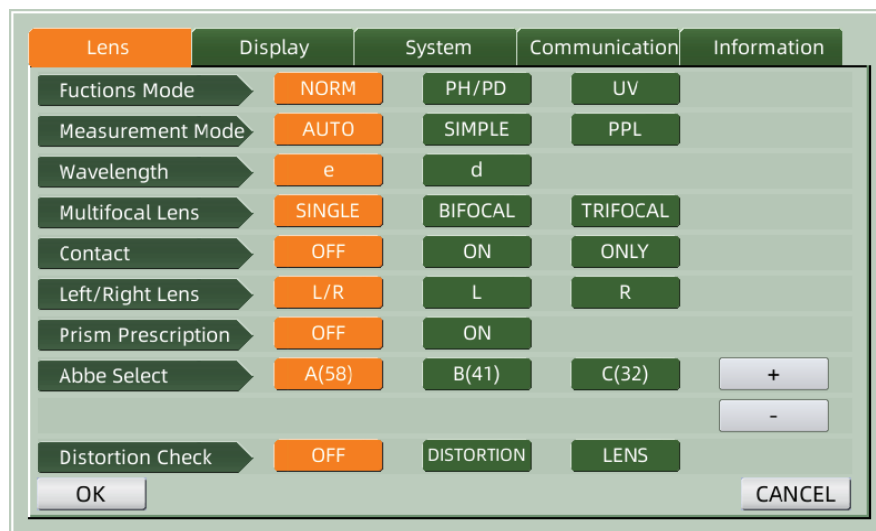 Lens Display System Communication Information
Fuctions Mode NORM PH/PD UV
Measurement Mode AUTO SIMPLE PPL
Wavelength e d
Multifocal Lens SINGLE BIFOCAL TRIFOCAL
Contact OFF ON ONLY
Left/Right Lens L/R L R
Prism Prescription OFF ON
Abbe Select A(58) B(41) C(32) +
-
Distortion Check OFF DISTORTION LENS
OK CANCEL